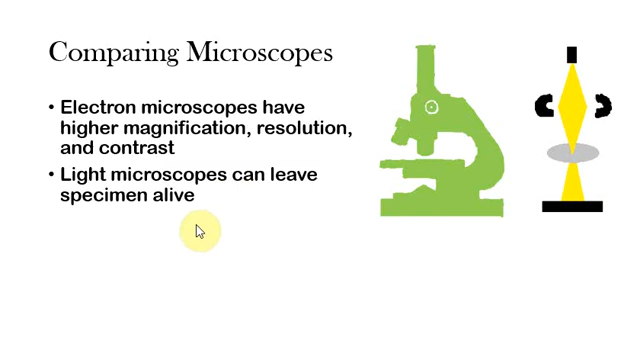 Comparing Microscopes
• Electron microscopes have
higher magnification, resolution,
and contrast
• Light microscopes can leave
specimen alive